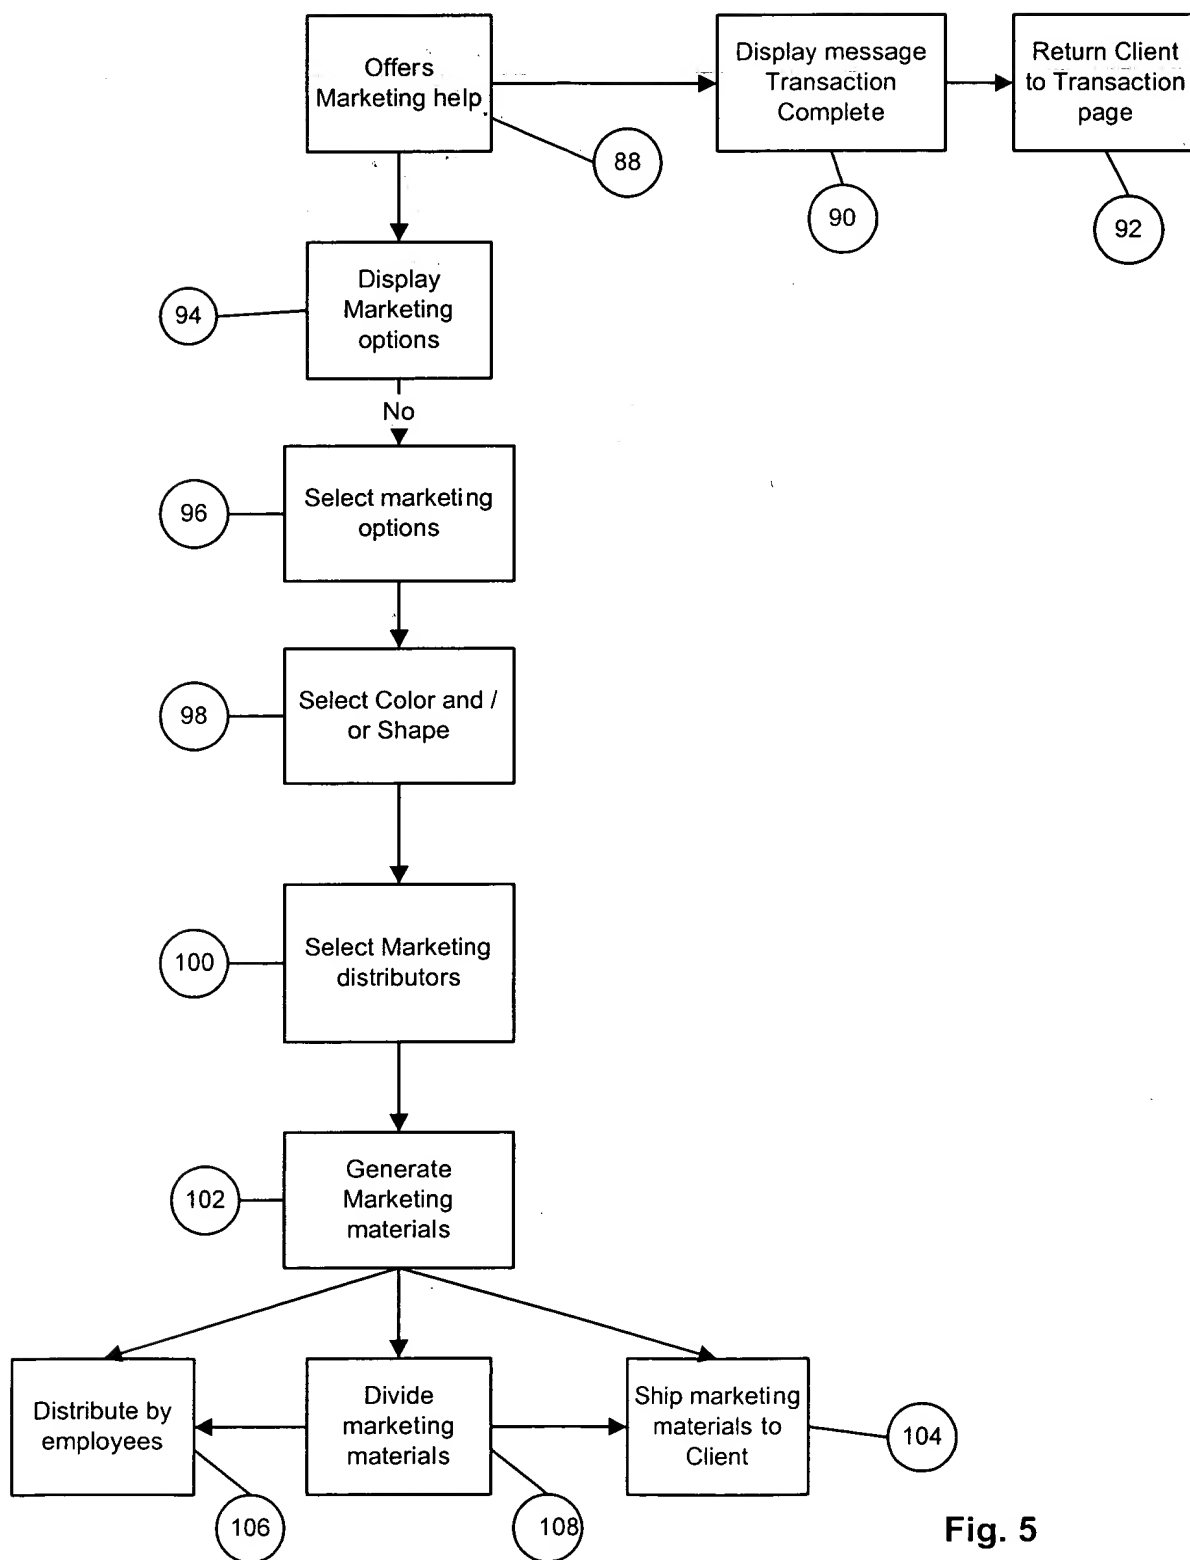 Offers
Marketing help
Display message
Transaction
Complete
Return Client
to Transaction
page
88
90
92
Display
Marketing
options
94
No
Select marketing
options
96
Select Color and /
or Shape
98
Select Marketing
distributors
100
Generate
Marketing
materials
102
Distribute by
employees
Divide
marketing
materials
Ship marketing
materials to
Client
104
106
108
Fig. 5